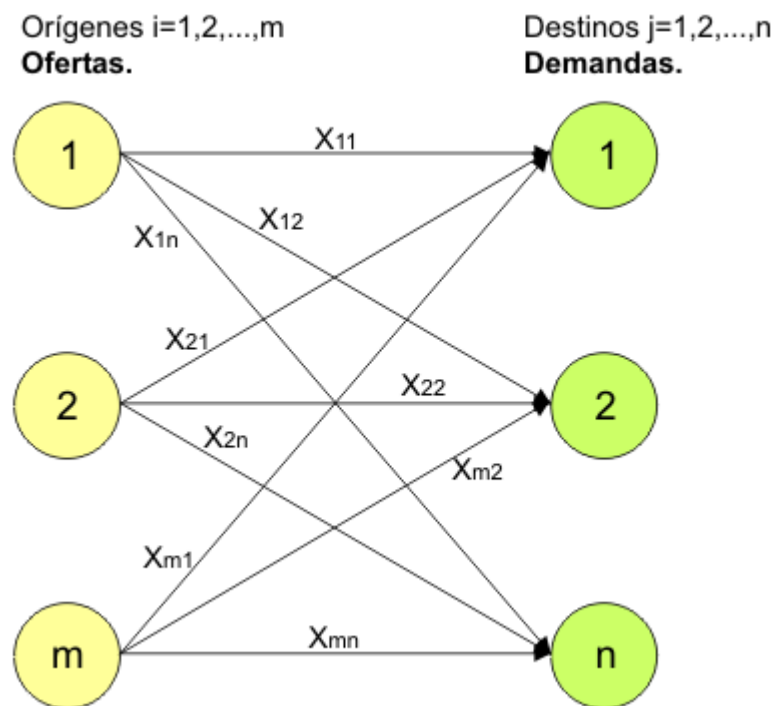 Orígenes i=1,2,...,m
Ofertas.
Destinos j=1,2,...,n
Demandas.
1
X11
1
X12
X1n
X21
2
X22
2
X2n
Xm2
Xm1
m
Xmn
n